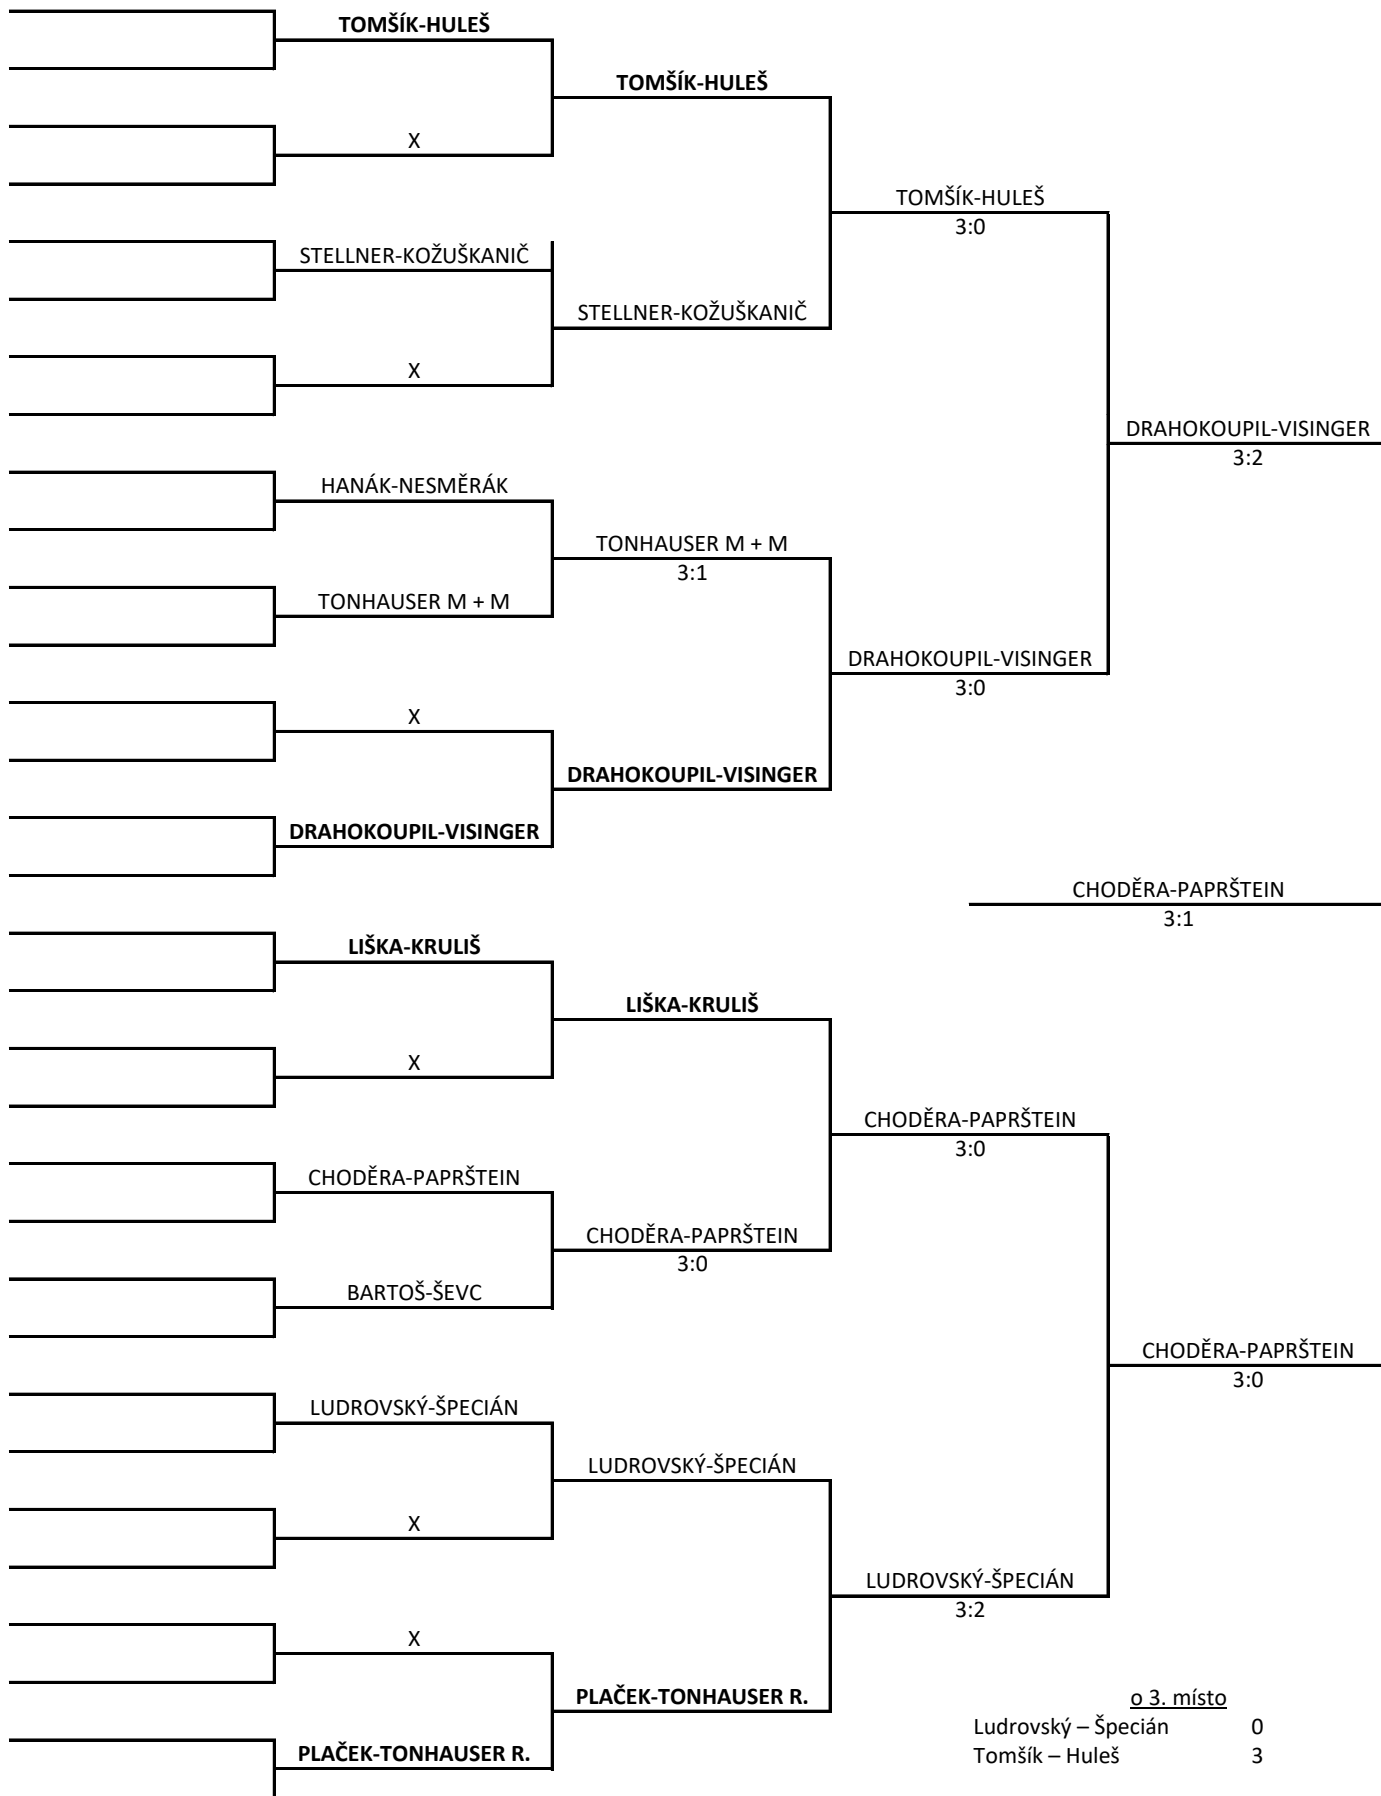 TOMŠÍK-HULEŠ
TOMŠÍK-HULEŠ
X
TOMŠÍK-HULEŠ
3:0
STELLNER-KOŽUŠKANIČ
STELLNER-KOŽUŠKANIČ
X
DRAHOKOUPIL-VISINGER
3:2
HANÁK-NESMĚRÁK
TONHAUSER M + M
3:1
TONHAUSER M + M
DRAHOKOUPIL-VISINGER
3:0
X
DRAHOKOUPIL-VISINGER
DRAHOKOUPIL-VISINGER
CHODĚRA-PAPRŠTEIN
3:1
LIŠKA-KRULIŠ
LIŠKA-KRULIŠ
X
CHODĚRA-PAPRŠTEIN
3:0
CHODĚRA-PAPRŠTEIN
CHODĚRA-PAPRŠTEIN
3:0
BARTOŠ-ŠEVC
CHODĚRA-PAPRŠTEIN
3:0
LUDROVSKÝ-ŠPECIÁN
LUDROVSKÝ-ŠPECIÁN
X
LUDROVSKÝ-ŠPECIÁN
3:2
X
PLAČEK-TONHAUSER R.
PLAČEK-TONHAUSER R.
o 3. místo
Ludrovský – Špecián 0
Tomšík – Huleš 3